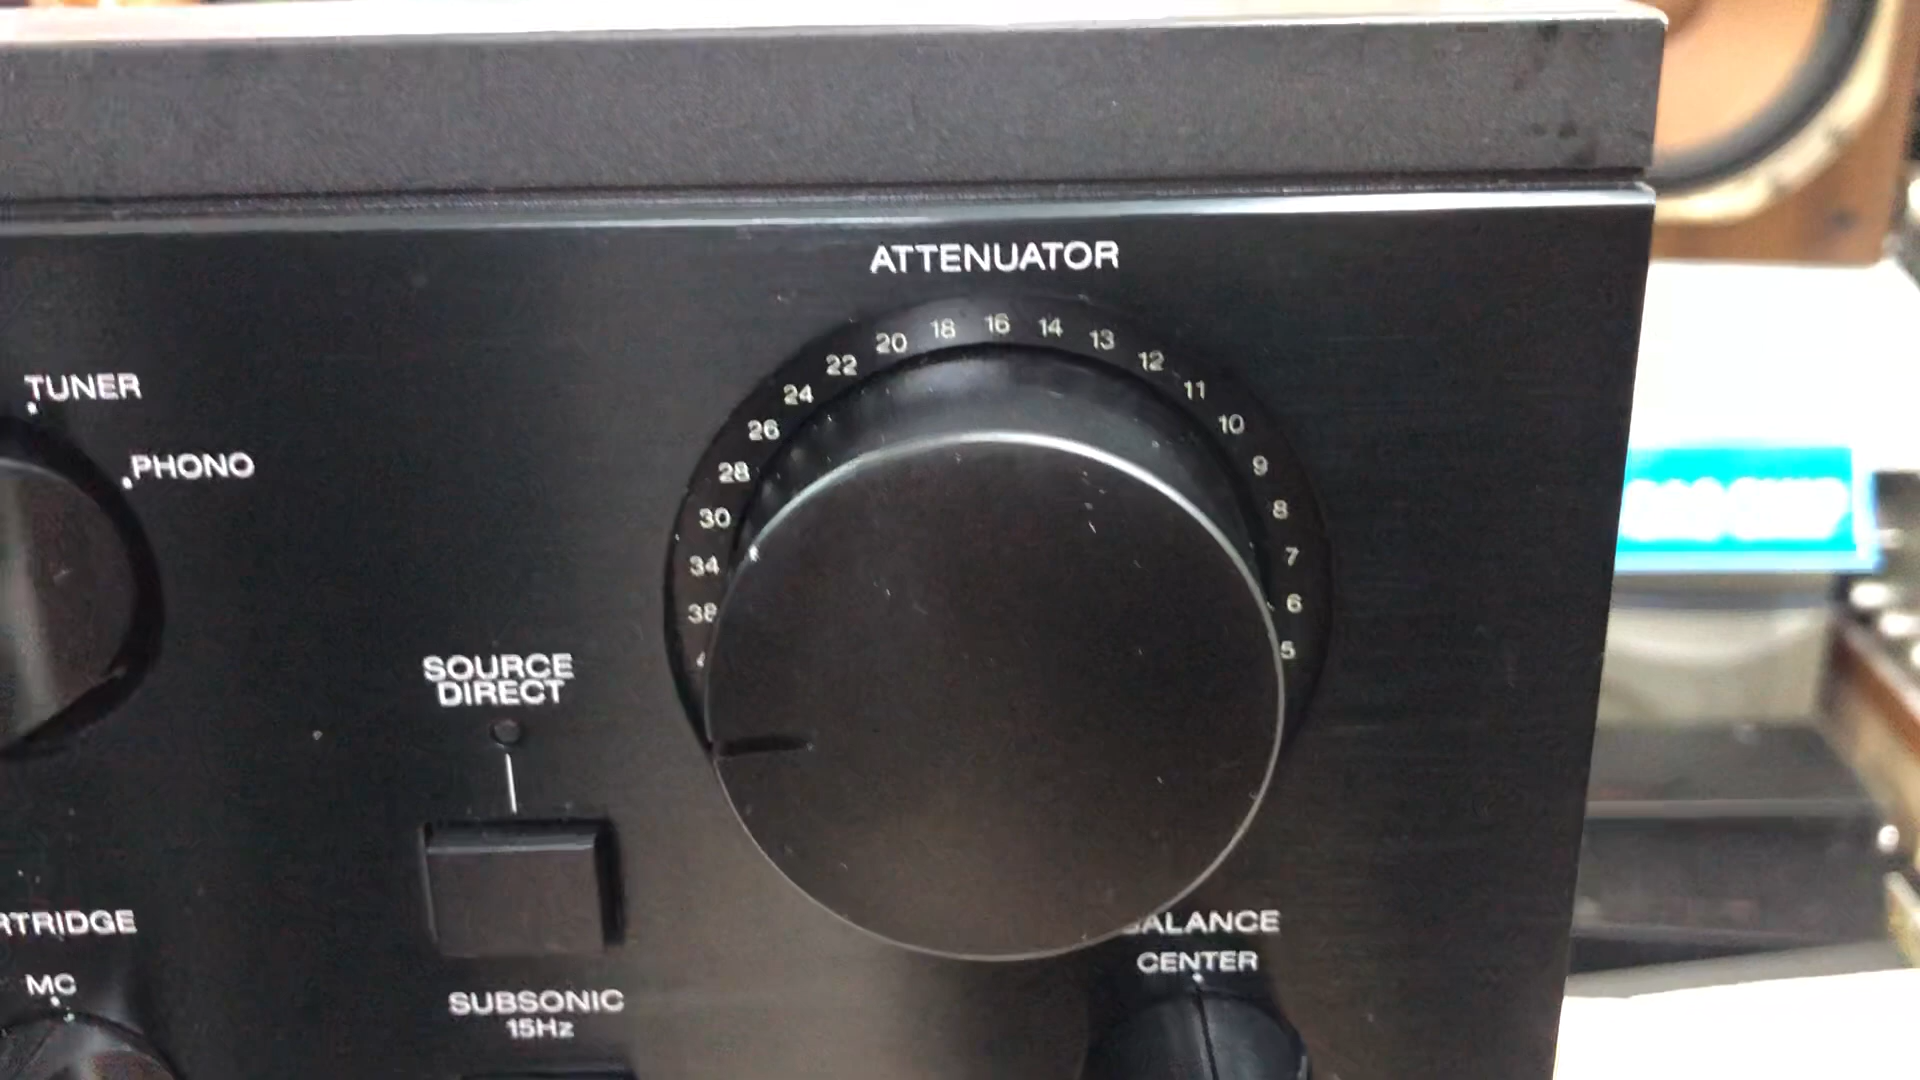 ATTENUATOR
20 18 16 14 13
22 12
24 11
26 10
28 9
30 8
34 7
38 6
5
TUNER
PHONO
SOURCE
DIRECT
RTRIDGE
MC
SUBSONIC
15Hz
BALANCE
CENTER